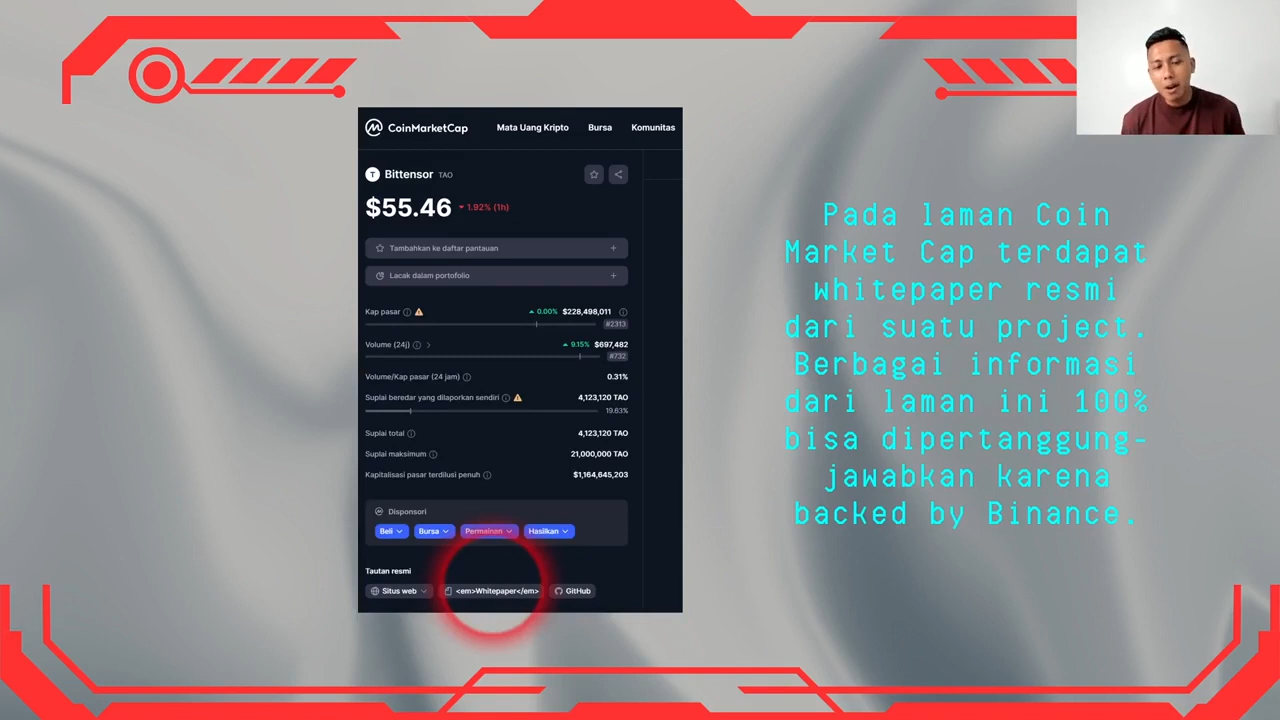 CoinMarketCap Mata Uang Kripto Bursa Komunitas
T Bittensor TAO
$55.46 1.92% (1h)
Tambahkan ke daftar pantauan +
Lacak dalam portofolio +
Kap pasar 0.00% $228,498,011
#2313
Volume (24j) 9.15% $697,482
#732
Volume/Kap pasar (24 jam) 0.31%
Suplai beredar yang dilaporkan sendiri 4,123,120 TAO
19.63%
Suplai total 4,123,120 TAO
Suplai maksimum 21,000,000 TAO
Kapitalisasi pasar terdilusi penuh $1,164,645,203
Disponsori
Beli Bursa Permainan Hasilkan
Tautan resmi
Situs web <em>Whitepaper</em> GitHub
Pada laman Coin
Market Cap terdapat
whitepaper resmi
dari suatu project.
Berbagai informasi
dari laman ini 100%
bisa dipertanggung-
jawabkan karena
backed by Binance.